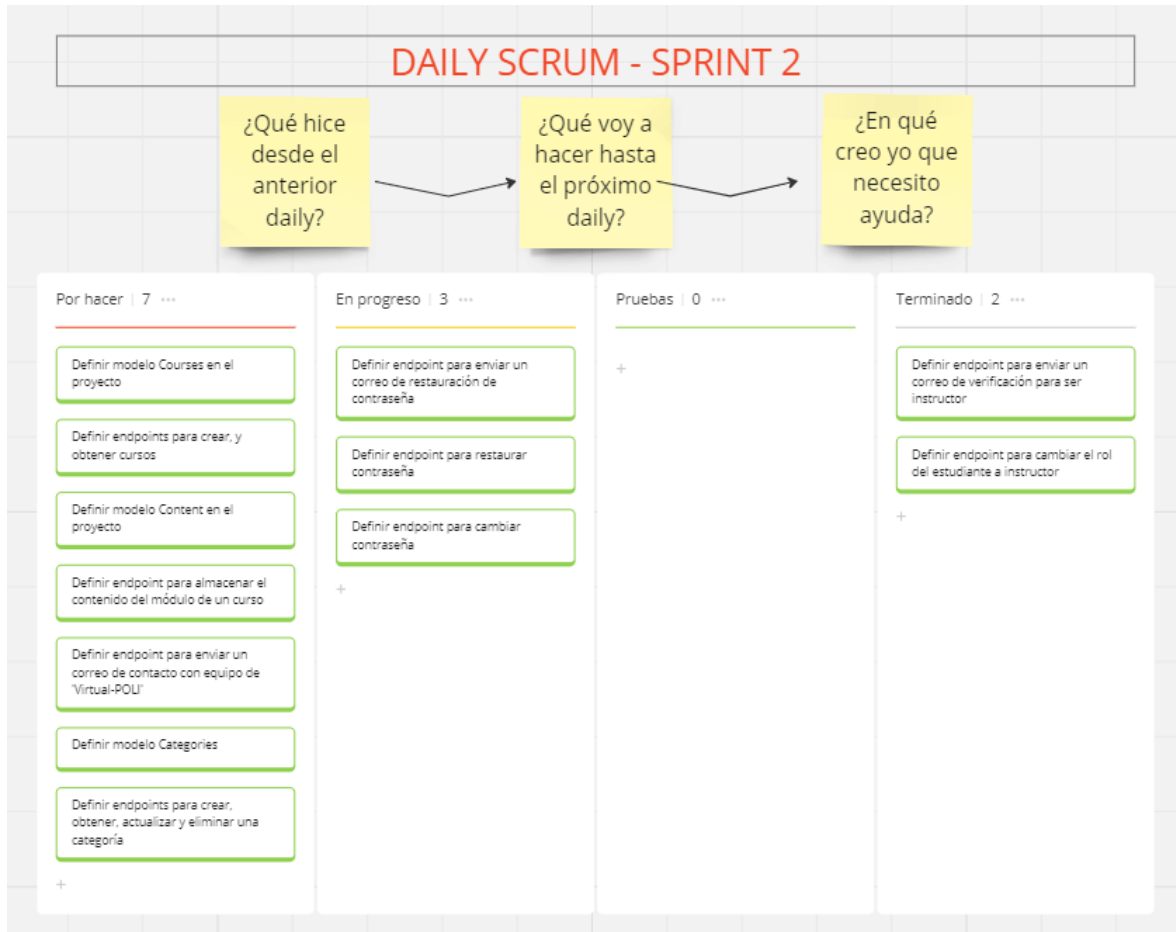 DAILY SCRUM - SPRINT 2
¿Qué hice
desde el
anterior
daily?
¿Qué voy a
hacer hasta
el próximo
daily?
¿En qué
creo yo que
necesito
ayuda?
Por hacer | 7 ···
Definir modelo Courses en el
proyecto
Definir endpoints para crear, y
obtener cursos
Definir modelo Content en el
proyecto
Definir endpoint para almacenar el
contenido del módulo de un curso
Definir endpoint para enviar un
correo de contacto con equipo de
'Virtual-POLI'
Definir modelo Categories
Definir endpoints para crear,
obtener, actualizar y eliminar una
categoría
+
En progreso | 3 ···
Definir endpoint para enviar un
correo de restauración de
contraseña
Definir endpoint para restaurar
contraseña
Definir endpoint para cambiar
contraseña
+
Pruebas | 0 ···
+
Terminado | 2 ···
Definir endpoint para enviar un
correo de verificación para ser
instructor
Definir endpoint para cambiar el rol
del estudiante a instructor
+